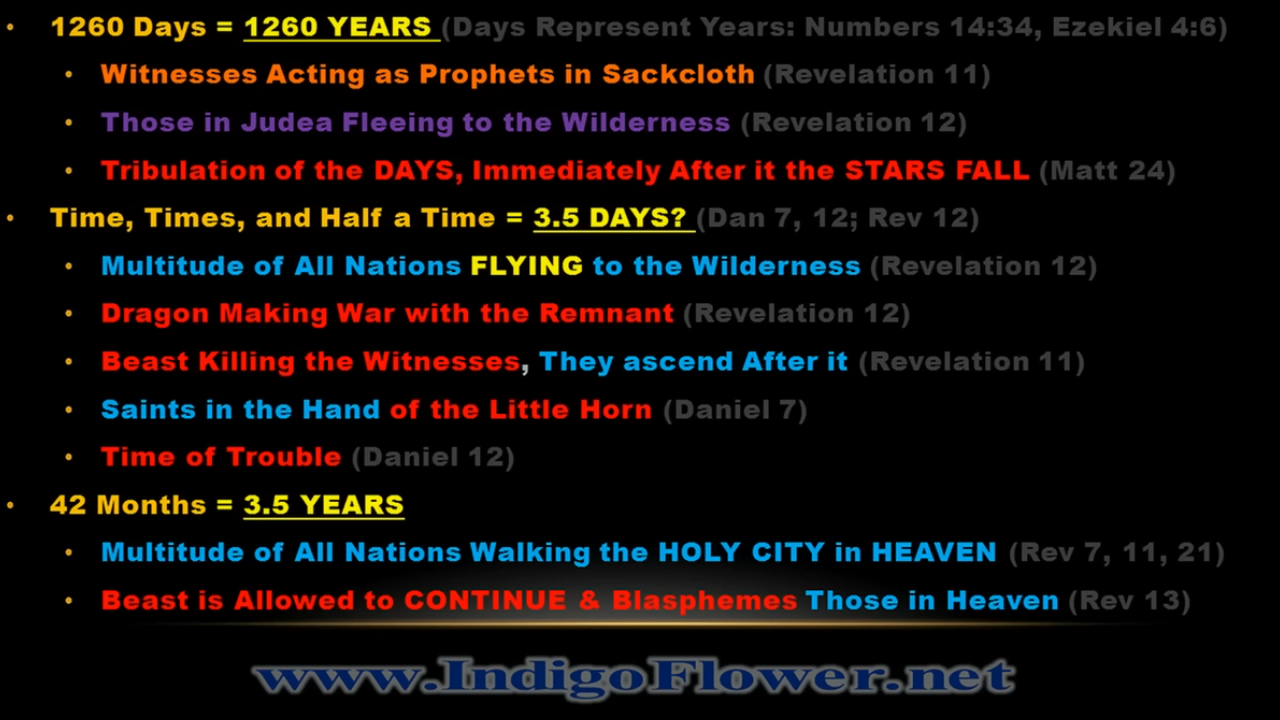 • 1260 Days = 1260 YEARS (Days Represent Years: Numbers 14:34, Ezekiel 4:6)
• Witnesses Acting as Prophets in Sackcloth (Revelation 11)
• Those in Judea Fleeing to the Wilderness (Revelation 12)
• Tribulation of the DAYS, Immediately After it the STARS FALL (Matt 24)
• Time, Times, and Half a Time = 3.5 DAYS? (Dan 7, 12; Rev 12)
• Multitude of All Nations FLYING to the Wilderness (Revelation 12)
• Dragon Making War with the Remnant (Revelation 12)
• Beast Killing the Witnesses, They ascend After it (Revelation 11)
• Saints in the Hand of the Little Horn (Daniel 7)
• Time of Trouble (Daniel 12)
• 42 Months = 3.5 YEARS
• Multitude of All Nations Walking the HOLY CITY in HEAVEN (Rev 7, 11, 21)
• Beast is Allowed to CONTINUE & Blasphemes Those in Heaven (Rev 13)
www.IndigoFlower.net